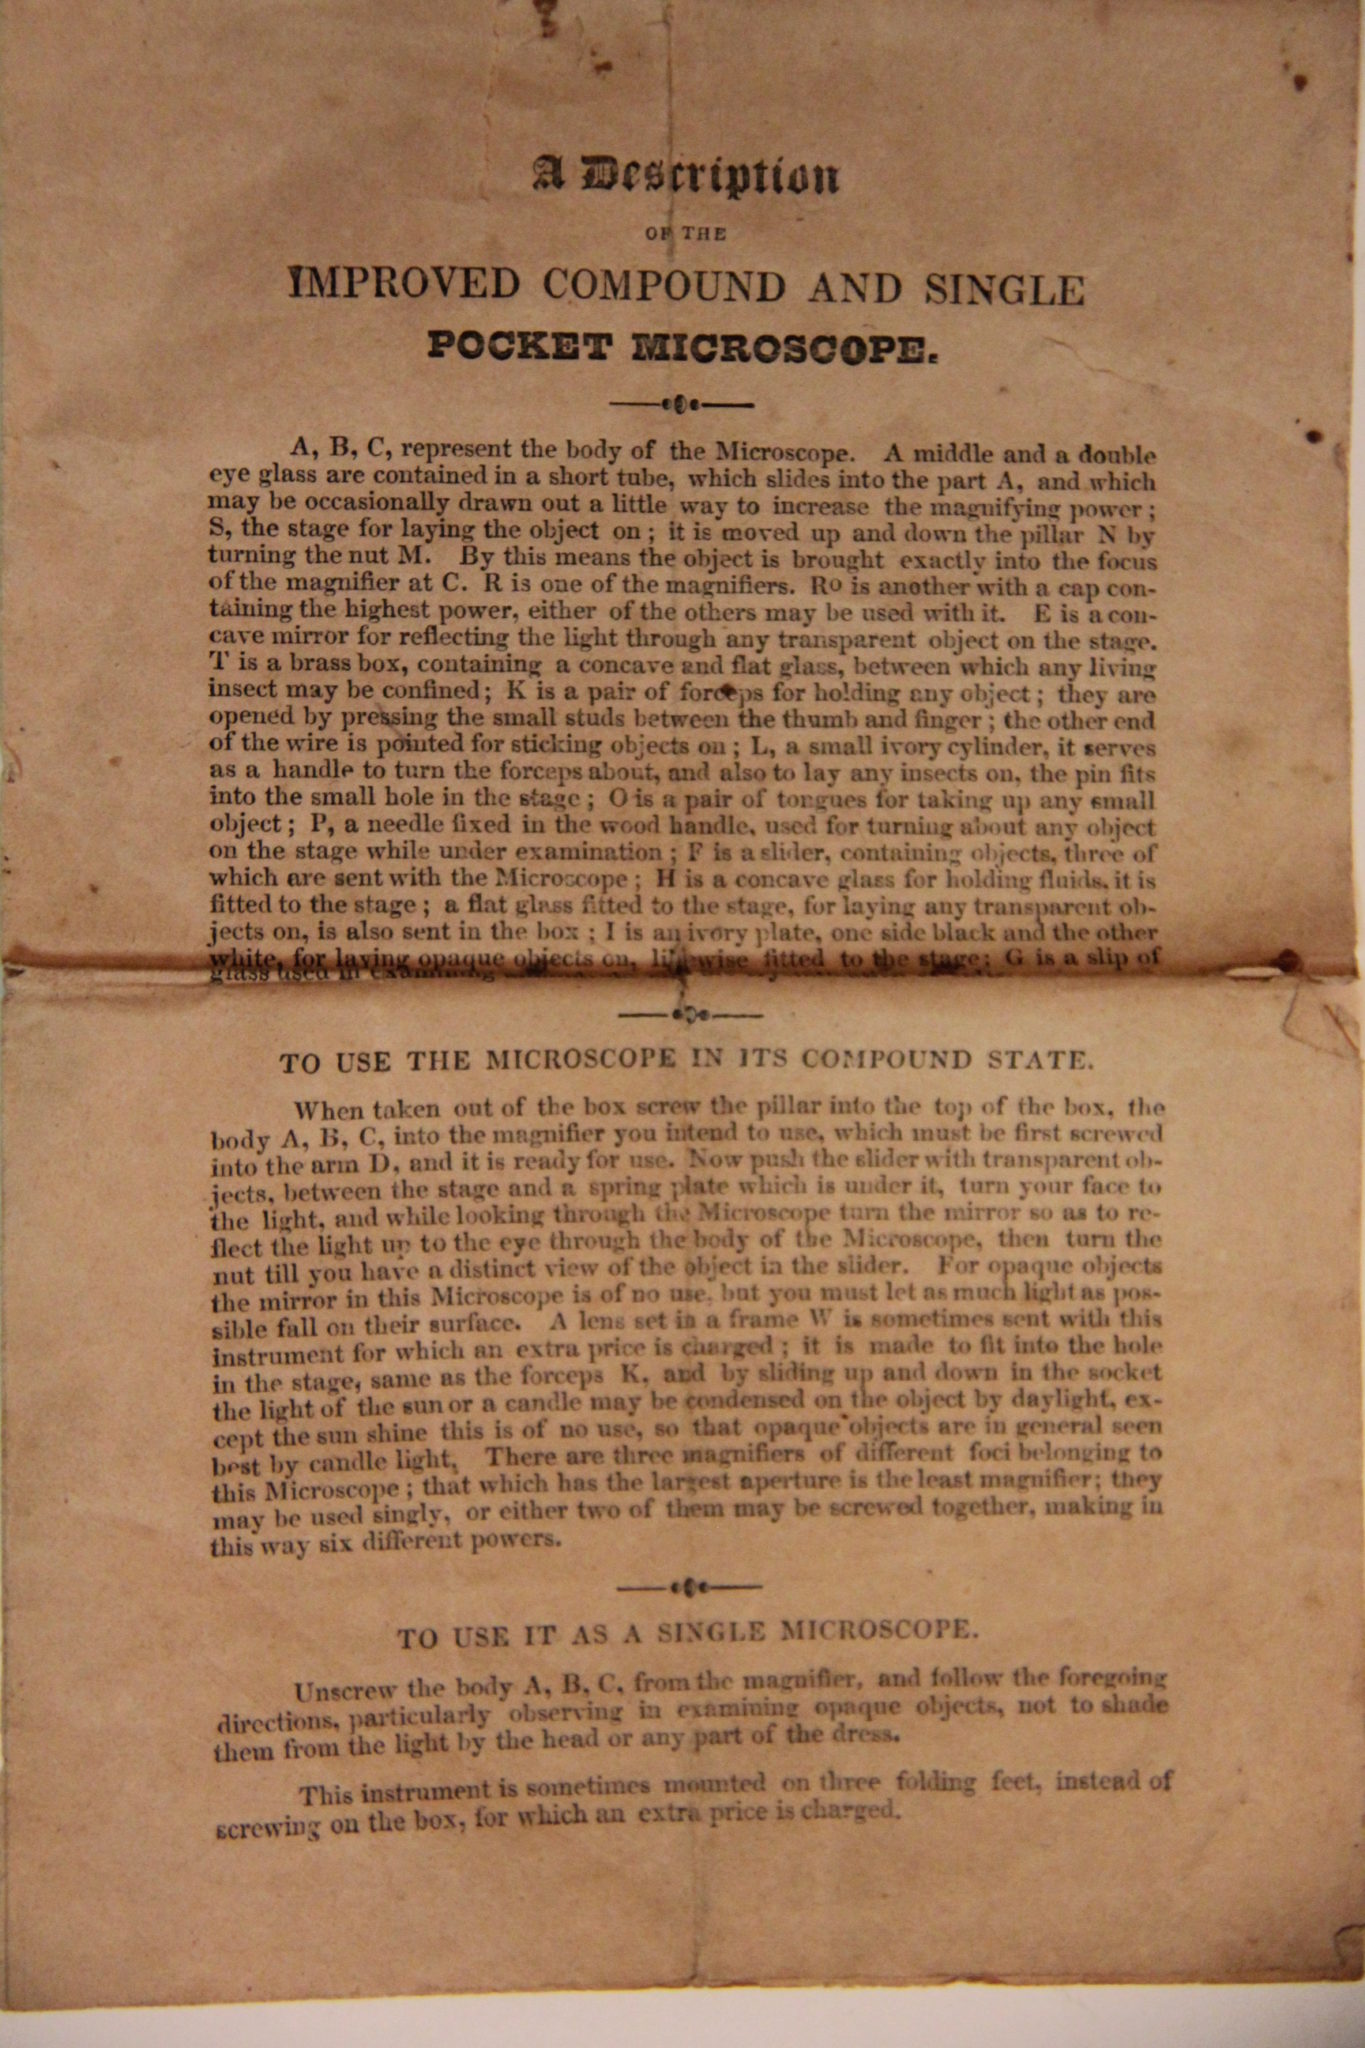 A Description
OF THE
IMPROVED COMPOUND AND SINGLE
POCKET MICROSCOPE.
A, B, C, represent the body of the Microscope. A middle and a double
eye glass are contained in a short tube, which slides into the part A, and which
may be occasionally drawn out a little way to increase the magnifying power;
S, the stage for laying the object on; it is moved up and down the pillar N by
turning the nut M. By this means the object is brought exactly into the focus
of the magnifier at C. R is one of the magnifiers. Ro is another with a cap con-
taining the highest power, either of the others may be used with it. E is a con-
cave mirror for reflecting the light through any transparent object on the stage.
T is a brass box, containing a concave and flat glass, between which any living
insect may be confined; K is a pair of forceps for holding any object; they are
opened by pressing the small studs between the thumb and finger; the other end
of the wire is pointed for sticking objects on; L, a small ivory cylinder, it serves
as a handle to turn the forceps about, and also to lay any insects on, the pin fits
into the small hole in the stage; O is a pair of tongues for taking up any small
object; P, a needle fixed in the wood handle, used for turning about any object
on the stage while under examination; F is a slider, containing objects, three of
which are sent with the Microscope; H is a concave glass for holding fluids, it is
fitted to the stage; a flat glass fitted to the stage, for laying any transparent ob-
jects on, is also sent in the box; I is an ivory plate, one side black and the other
white, for laying opaque objects on, likewise fitted to the stage; G is a slip of
glass used in examining
TO USE THE MICROSCOPE IN ITS COMPOUND STATE.
When taken out of the box screw the pillar into the top of the box, the
body A, B, C, into the magnifier you intend to use, which must be first screwed
into the arm D, and it is ready for use. Now push the slider with transparent ob-
jects, between the stage and a spring plate which is under it, turn your face to
the light, and while looking through the Microscope turn the mirror so as to re-
flect the light up to the eye through the body of the Microscope, then turn the
nut till you have a distinct view of the object in the slider. For opaque objects
the mirror in this Microscope is of no use, but you must let as much light as pos-
sible fall on their surface. A lens set in a frame W is sometimes sent with this
instrument for which an extra price is charged; it is made to fit into the hole
in the stage, same as the forceps K, and by sliding up and down in the socket
the light of the sun or a candle may be condensed on the object by daylight, ex-
cept the sun shine this is of no use, so that opaque objects are in general seen
best by candle light. There are three magnifiers of different foci belonging to
this Microscope; that which has the largest aperture is the least magnifier; they
may be used singly, or either two of them may be screwed together, making in
this way six different powers.
TO USE IT AS A SINGLE MICROSCOPE.
Unscrew the body A, B, C, from the magnifier, and follow the foregoing
directions, particularly observing in examining opaque objects, not to shade
them from the light by the head or any part of the dress.
This instrument is sometimes mounted on three folding feet, instead of
screwing on the box, for which an extra price is charged.